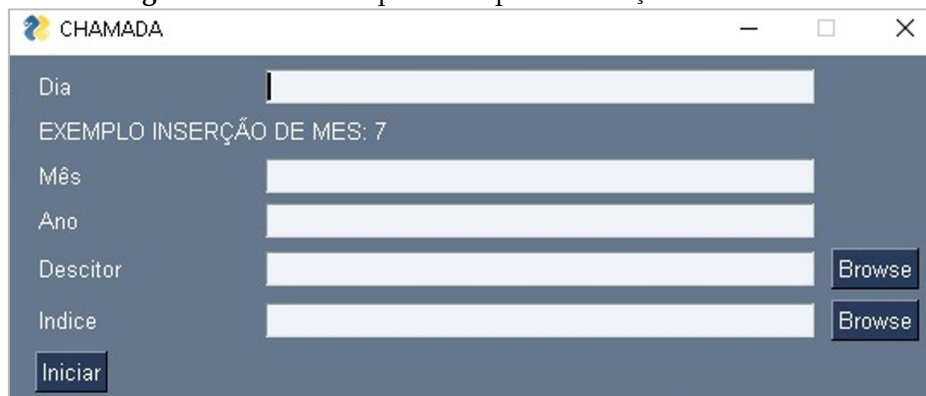 CHAMADA
Dia
EXEMPLO INSERÇÃO DE MES: 7
Mês
Ano
Descitor Browse
Indice Browse
Iniciar